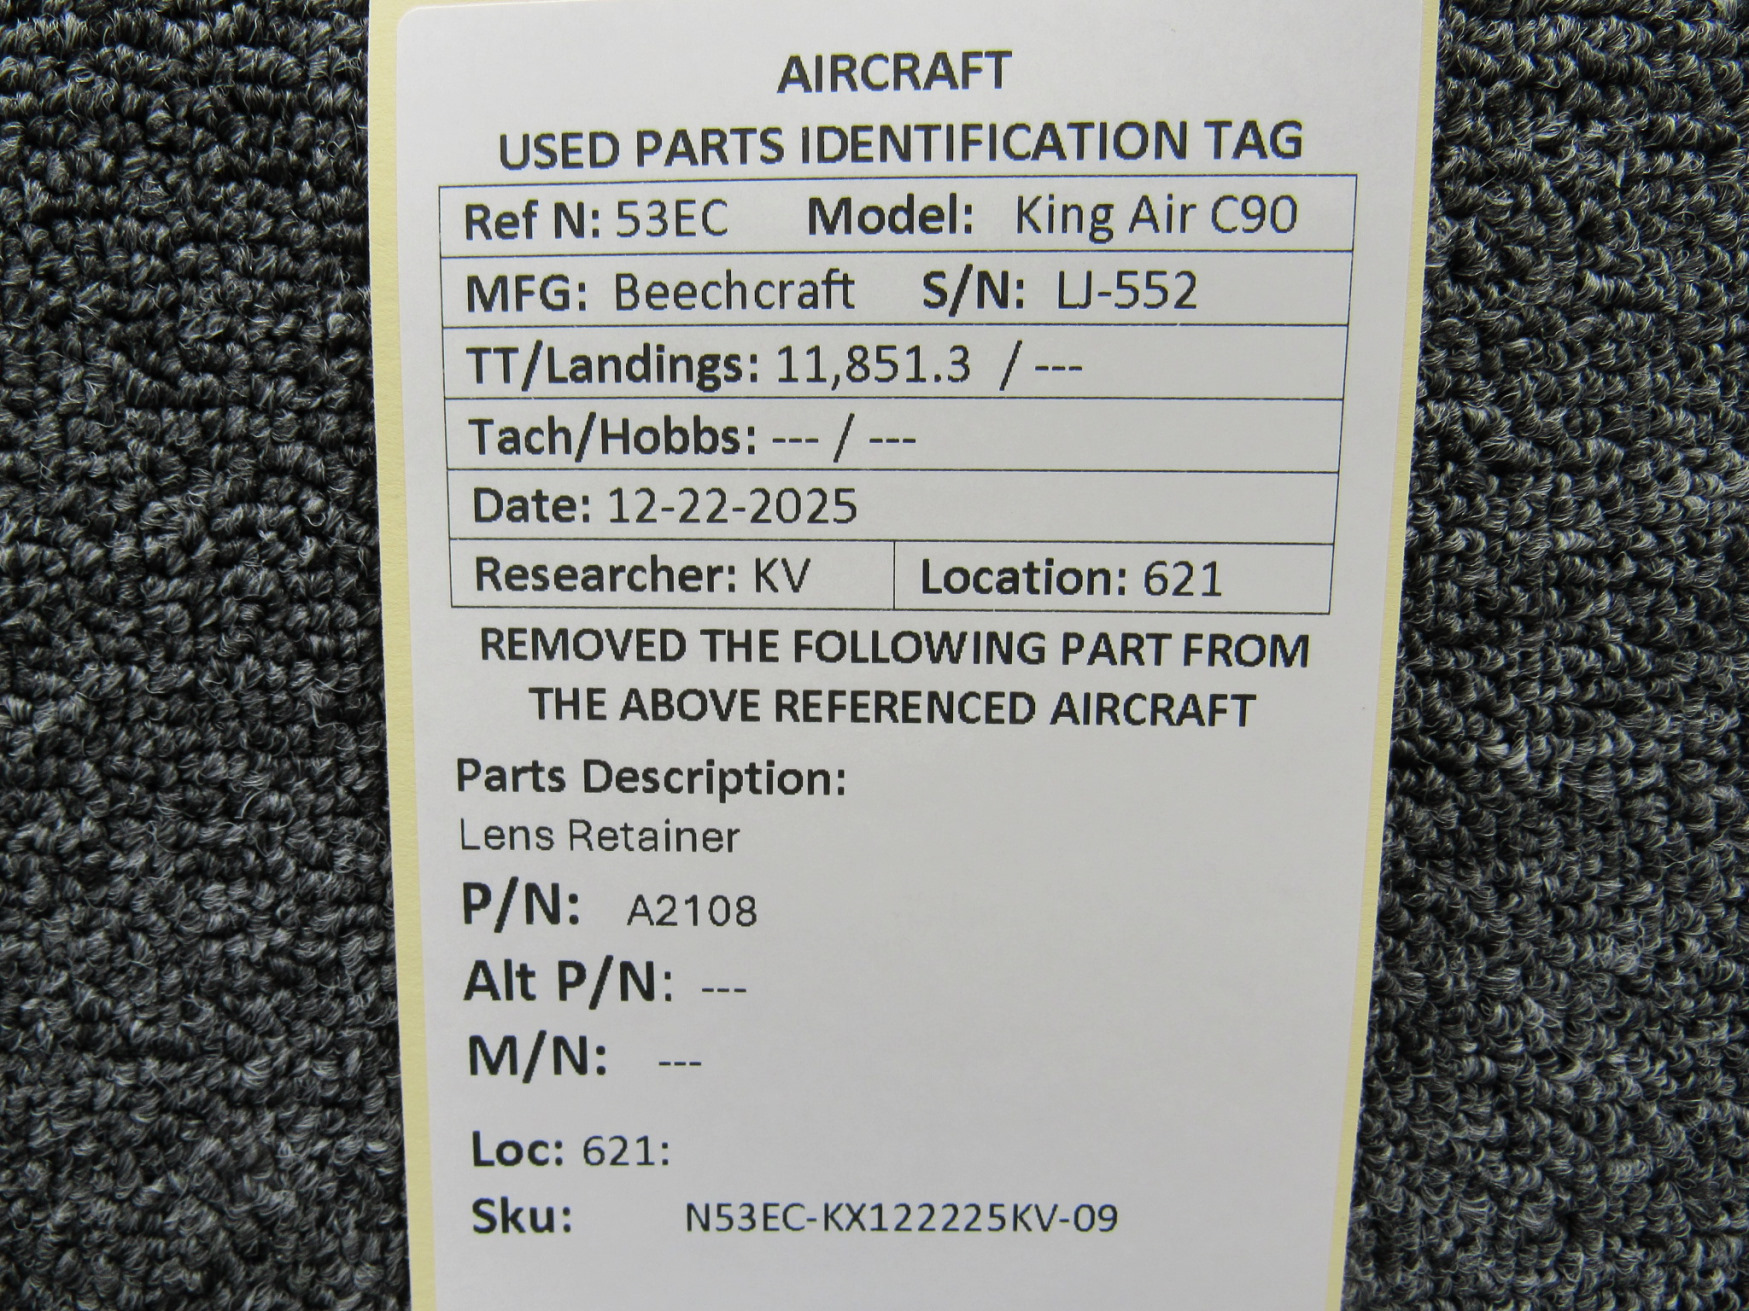 AIRCRAFT
USED PARTS IDENTIFICATION TAG
Ref N: 53EC Model: King Air C90
MFG: Beechcraft S/N: LJ-552
TT/Landings: 11,851.3 / ---
Tach/Hobbs: --- / ---
Date: 12-22-2025
Researcher: KV Location: 621
REMOVED THE FOLLOWING PART FROM
THE ABOVE REFERENCED AIRCRAFT
Parts Description:
Lens Retainer
P/N: A2108
Alt P/N: ---
M/N: ---
Loc: 621:
Sku: N53EC-KX122225KV-09